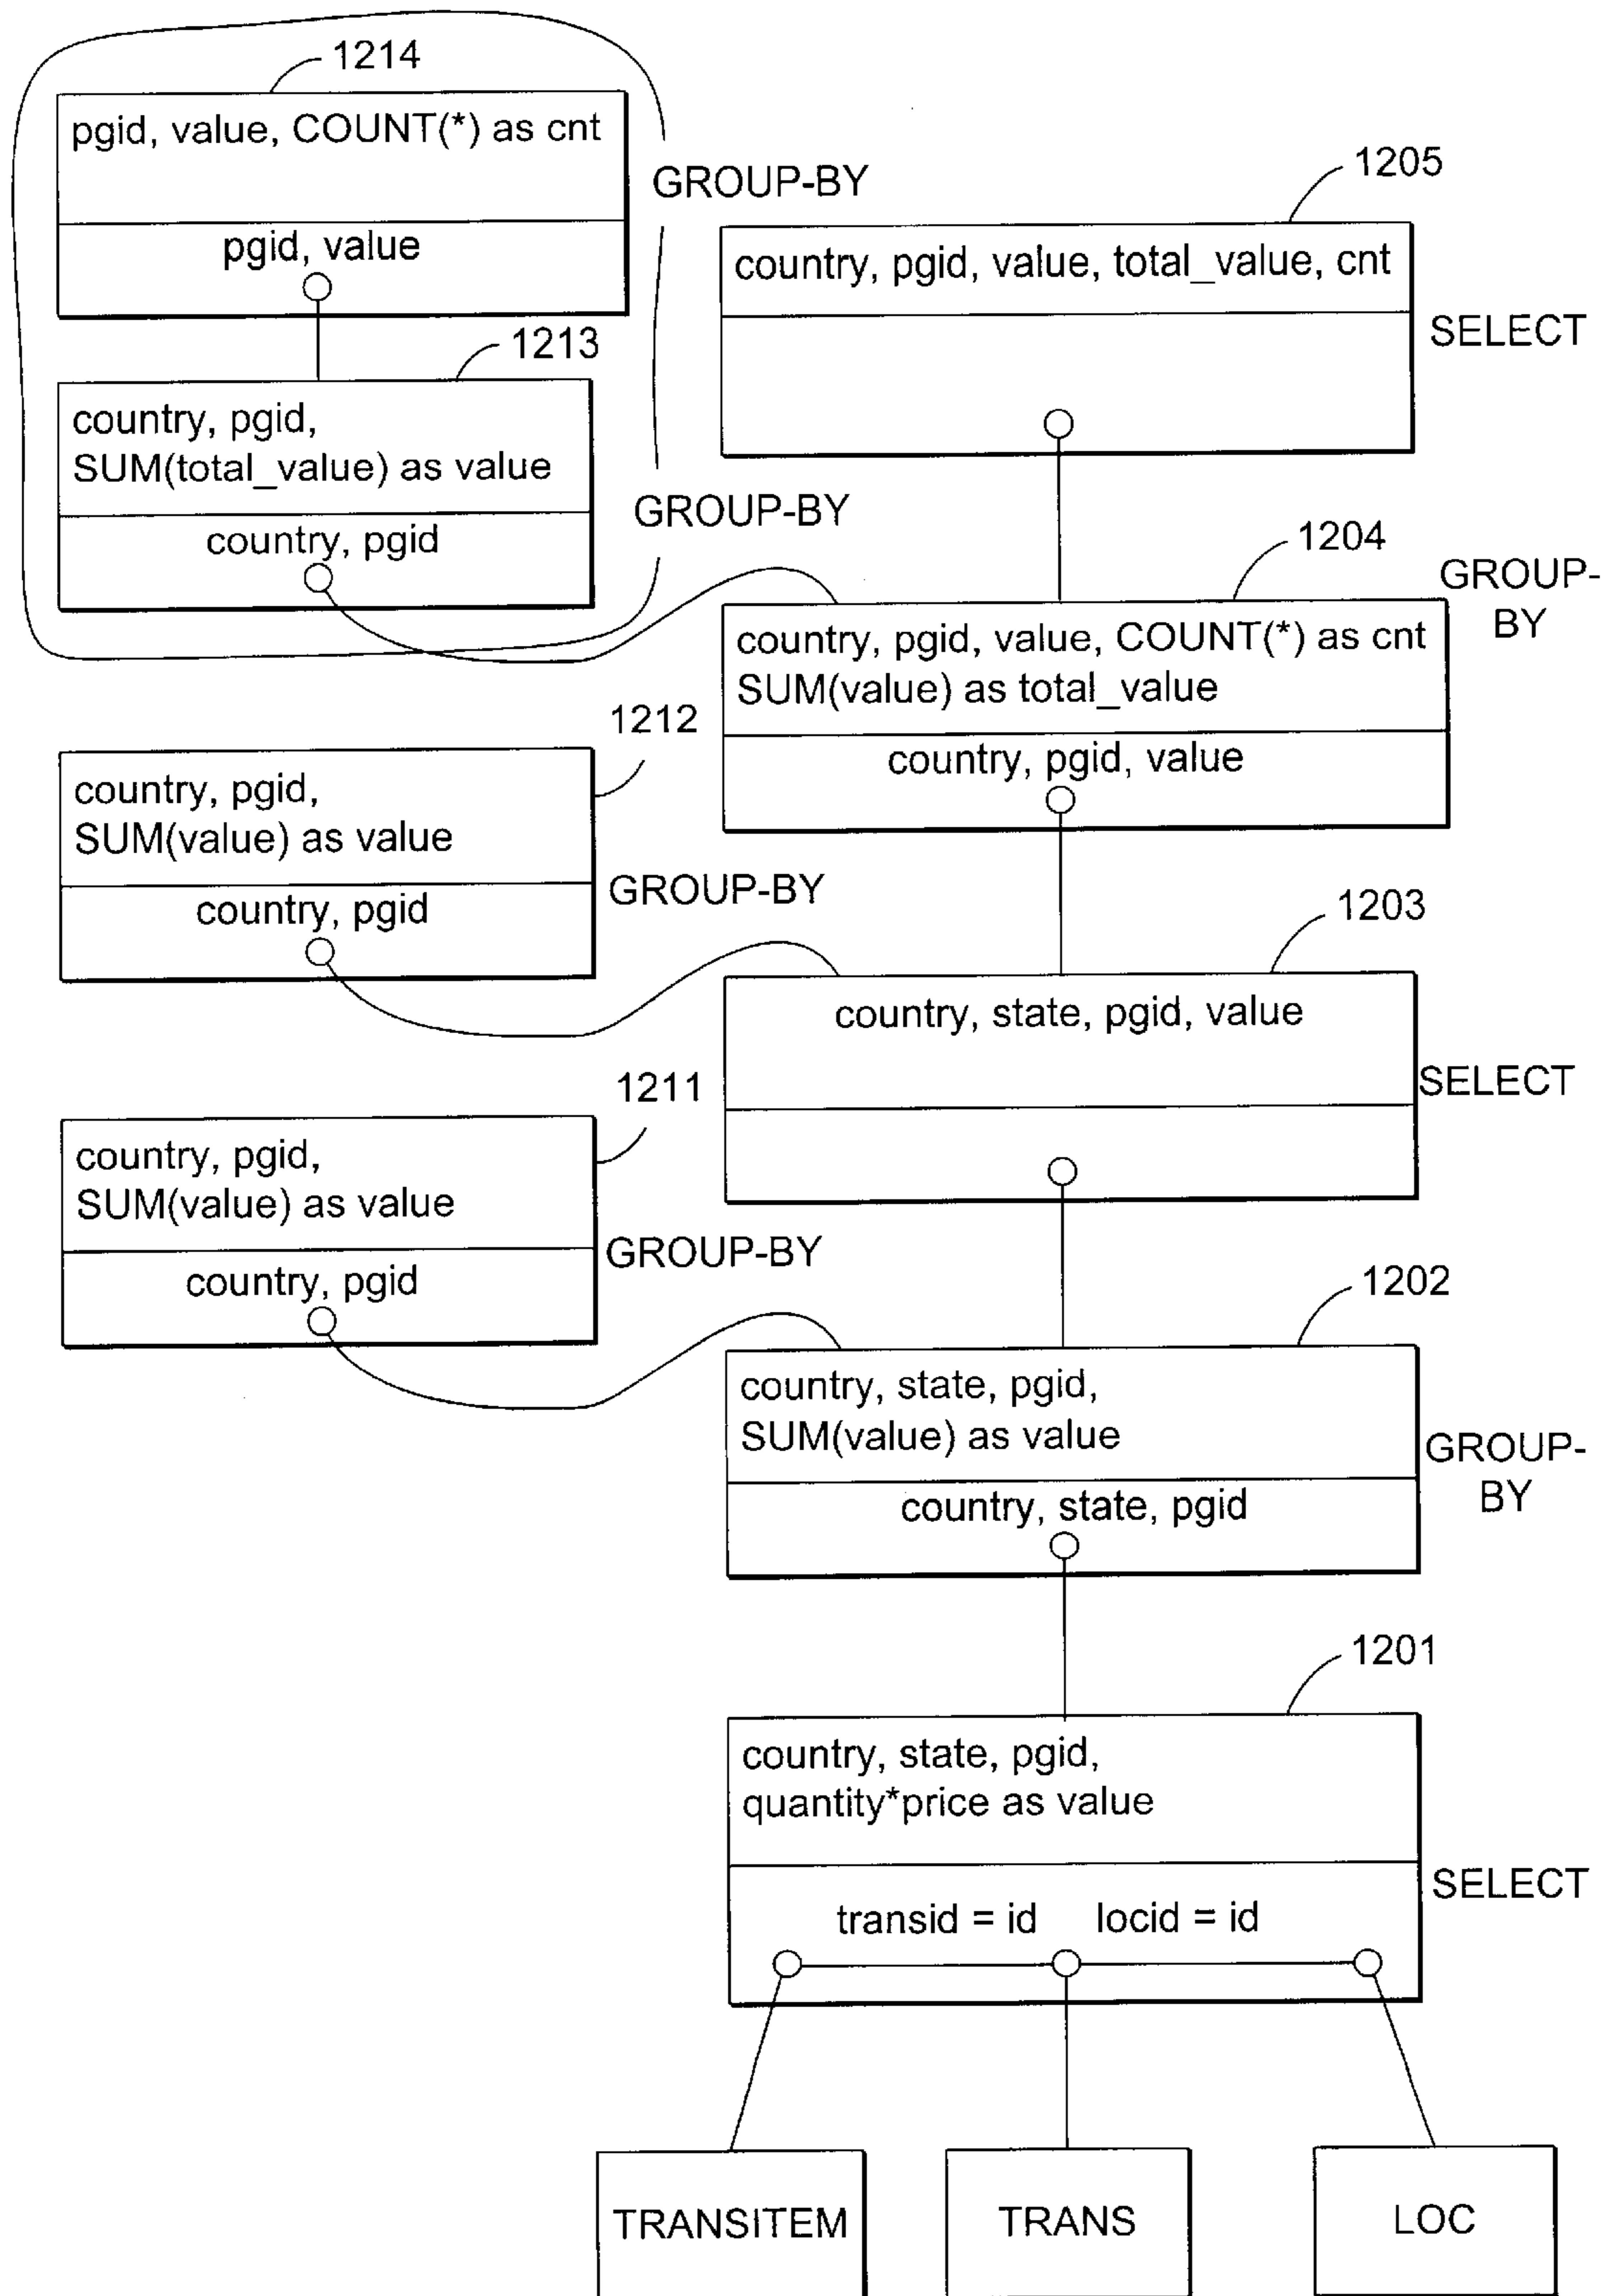 1214
pgid, value, COUNT(*) as cnt
GROUP-BY
pgid, value
1205
country, pgid, value, total_value, cnt
SELECT
1213
country, pgid,
SUM(total_value) as value
GROUP-BY
country, pgid
1204
GROUP-
BY
country, pgid, value, COUNT(*) as cnt
SUM(value) as total_value
country, pgid, value
1212
country, pgid,
SUM(value) as value
GROUP-BY
country, pgid
1203
country, state, pgid, value
SELECT
1211
country, pgid,
SUM(value) as value
GROUP-BY
country, pgid
1202
country, state, pgid,
SUM(value) as value
GROUP-
BY
country, state, pgid
1201
country, state, pgid,
quantity*price as value
SELECT
transid = id locid = id
TRANSITEM
TRANS
LOC